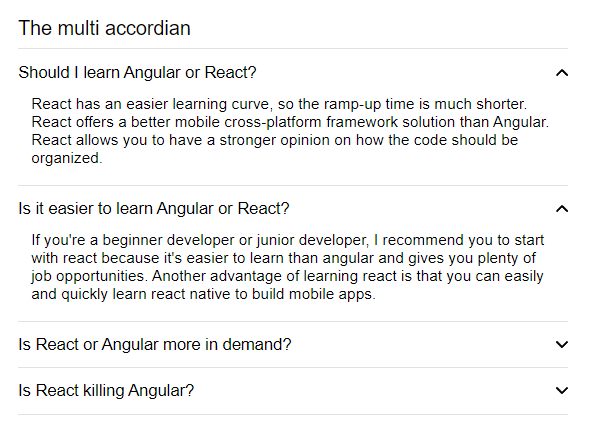 The multi accordian
Should I learn Angular or React?
React has an easier learning curve, so the ramp-up time is much shorter.
React offers a better mobile cross-platform framework solution than Angular.
React allows you to have a stronger opinion on how the code should be
organized.
Is it easier to learn Angular or React?
If you're a beginner developer or junior developer, I recommend you to start
with react because it's easier to learn than angular and gives you plenty of
job opportunities. Another advantage of learning react is that you can easily
and quickly learn react native to build mobile apps.
Is React or Angular more in demand?
Is React killing Angular?